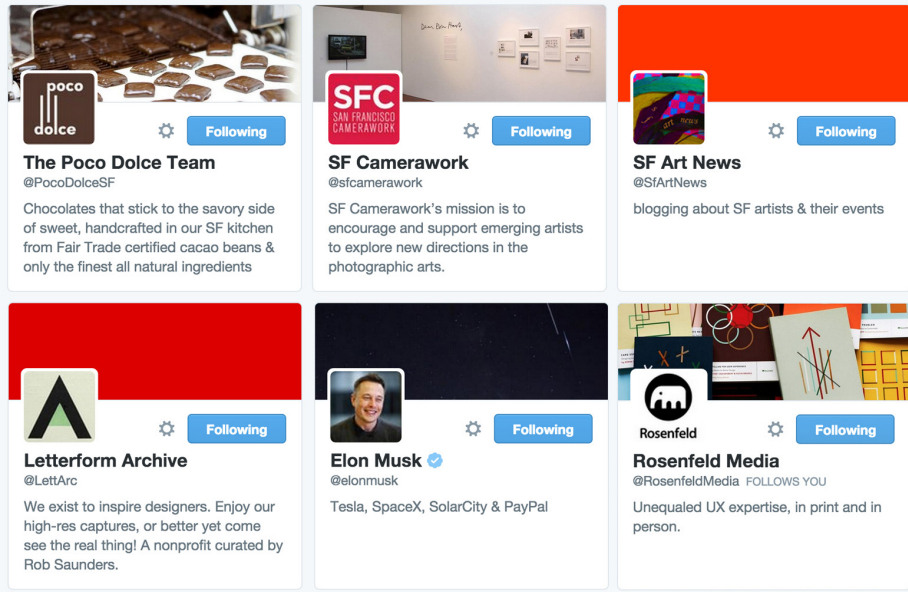 poco
dolce
Following
The Poco Dolce Team
@PocoDolceSF
Chocolates that stick to the savory side
of sweet, handcrafted in our SF kitchen
from Fair Trade certified cacao beans &
only the finest all natural ingredients
SFC
SAN FRANCISCO
CAMERAWORK
Following
SF Camerawork
@sfcamerawork
SF Camerawork's mission is to
encourage and support emerging artists
to explore new directions in the
photographic arts.
art news
Following
SF Art News
@SfArtNews
blogging about SF artists & their events
Following
Letterform Archive
@LettArc
We exist to inspire designers. Enjoy our
high-res captures, or better yet come
see the real thing! A nonprofit curated by
Rob Saunders.
Following
Elon Musk
@elonmusk
Tesla, SpaceX, SolarCity & PayPal
Rosenfeld
Following
Rosenfeld Media
@RosenfeldMedia FOLLOWS YOU
Unequaled UX expertise, in print and in
person.